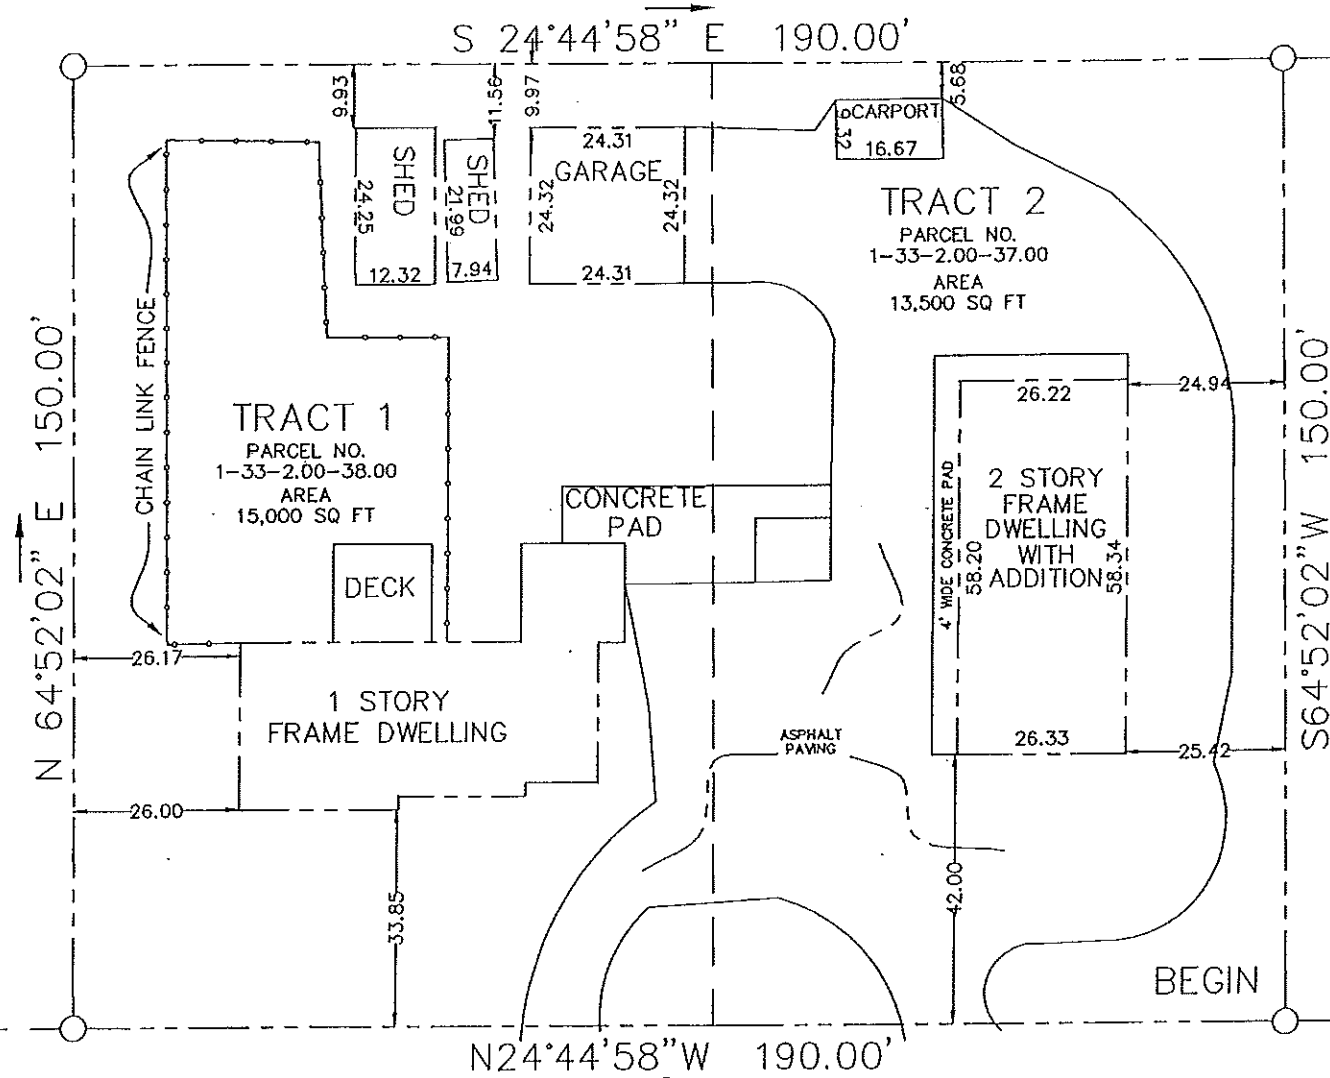 S 24°44'58" E 190.00'
9.93
11.56
9.97
5.68
CARPORT
9.32
16.67
24.31
GARAGE
24.32
24.32
24.31
SHED
24.25
12.32
SHED
21.99
7.94
TRACT 2
PARCEL NO.
1-33-2.00-37.00
AREA
13,500 SQ FT
CHAIN LINK FENCE
N 64°52'02" E 150.00'
S64°52'02"W 150.00'
TRACT 1
PARCEL NO.
1-33-2.00-38.00
AREA
15,000 SQ FT
26.22
24.94
4' WIDE CONCRETE PAD
58.20
2 STORY
FRAME
DWELLING
WITH
ADDITION
58.34
CONCRETE
PAD
DECK
26.17
1 STORY
FRAME DWELLING
ASPHALT
PAVING
26.33
25.42
26.00
33.85
42.00
BEGIN
N24°44'58"W 190.00'